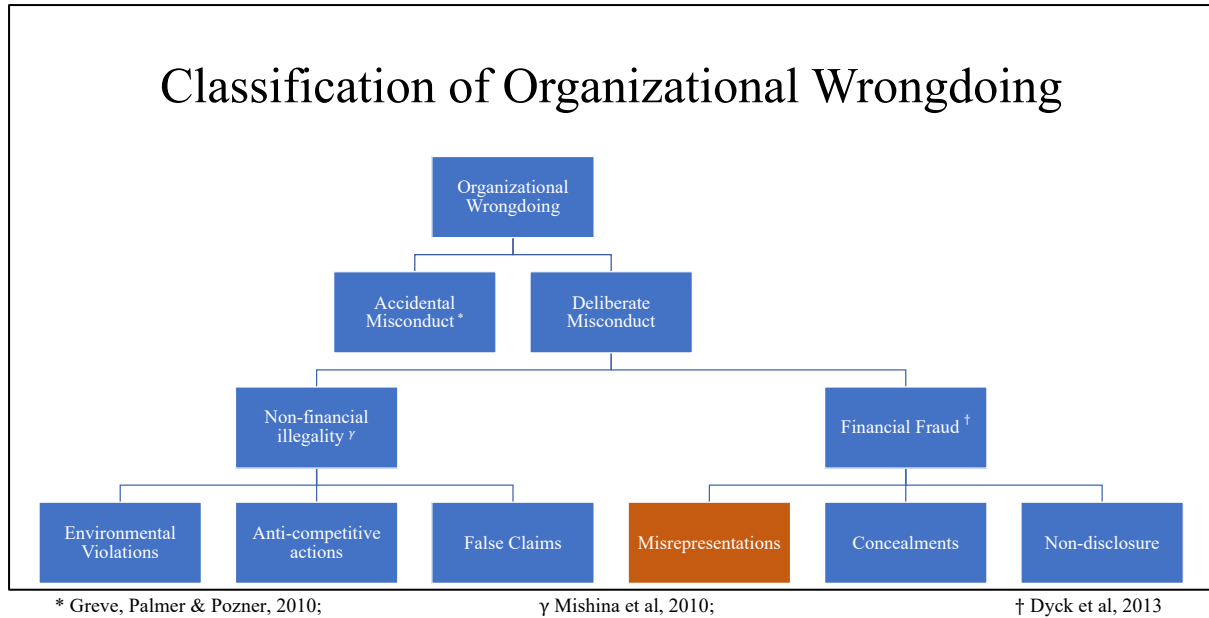 Classification of Organizational Wrongdoing
Organizational
Wrongdoing
Accidental
Misconduct *
Deliberate
Misconduct
Non-financial
illegality γ
Financial Fraud †
Environmental
Violations
Anti-competitive
actions
False Claims
Misrepresentations
Concealments
Non-disclosure
* Greve, Palmer & Pozner, 2010;
γ Mishina et al, 2010;
† Dyck et al, 2013